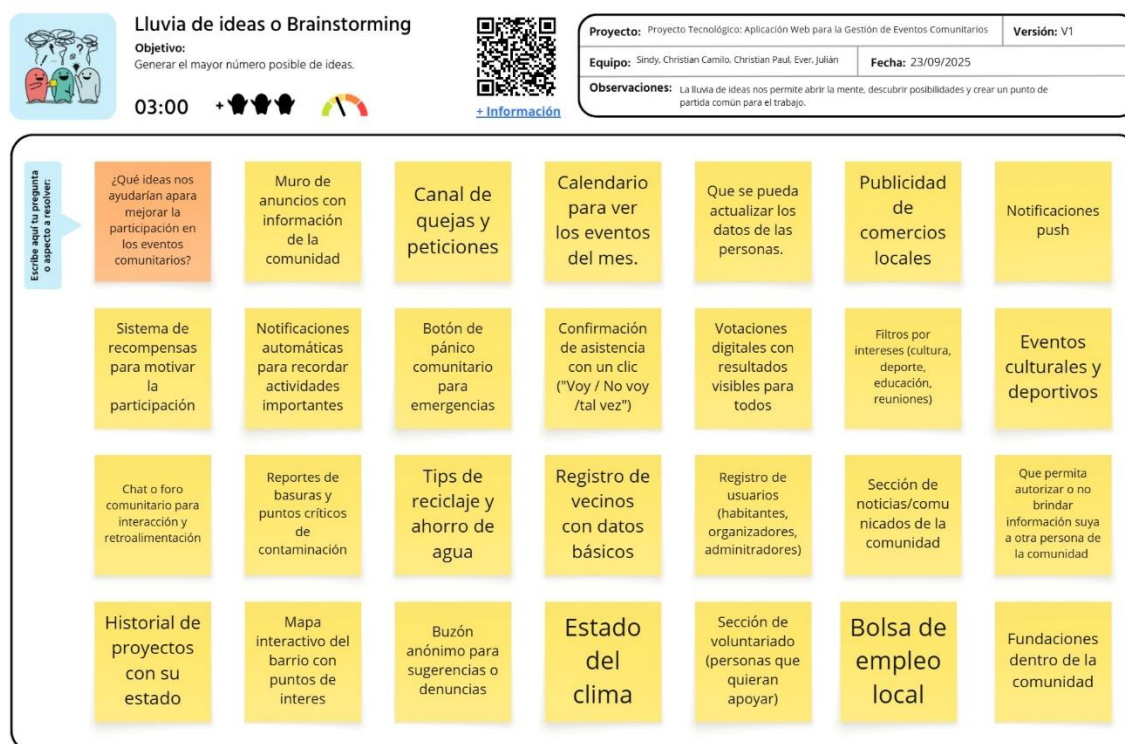 Lluvia de ideas o Brainstorming
Objetivo:
Generar el mayor número posible de ideas.
03:00
+
+ Información
Proyecto: Proyecto Tecnológico: Aplicación Web para la Gestión de Eventos Comunitarios
Versión: V1
Equipo: Sindy, Christian Camilo, Christian Paul, Ever, Julián
Fecha: 23/09/2025
Observaciones: La lluvia de ideas nos permite abrir la mente, descubrir posibilidades y crear un punto de
partida común para el trabajo.
Escribe aquí tu pregunta
o aspecto a resolver:
¿Qué ideas nos
ayudarían apara
mejorar la
participación en
los eventos
comunitarios?
Muro de
anuncios con
información
de la
comunidad
Canal de
quejas y
peticiones
Calendario
para ver
los eventos
del mes.
Que se pueda
actualizar los
datos de las
personas.
Publicidad
de
comercios
locales
Notificaciones
push
Sistema de
recompensas
para motivar
la
participación
Notificaciones
automáticas
para recordar
actividades
importantes
Botón de
pánico
comunitario
para
emergencias
Confirmación
de asistencia
con un clic
("Voy / No voy
/tal vez")
Votaciones
digitales con
resultados
visibles para
todos
Filtros por
intereses (cultura,
deporte,
educación,
reuniones)
Eventos
culturales y
deportivos
Chat o foro
comunitario para
interacción y
retroalimentación
Reportes de
basuras y
puntos críticos
de
contaminación
Tips de
reciclaje y
ahorro de
agua
Registro de
vecinos
con datos
básicos
Registro de
usuarios
(habitantes,
organizadores,
adminitradores)
Sección de
noticias/comu
nicados de la
comunidad
Que permita
autorizar o no
brindar
información suya
a otra persona de
la comunidad
Historial de
proyectos
con su
estado
Mapa
interactivo del
barrio con
puntos de
interes
Buzón
anónimo para
sugerencias o
denuncias
Estado
del
clima
Sección de
voluntariado
(personas que
quieran
apoyar)
Bolsa de
empleo
local
Fundaciones
dentro de la
comunidad